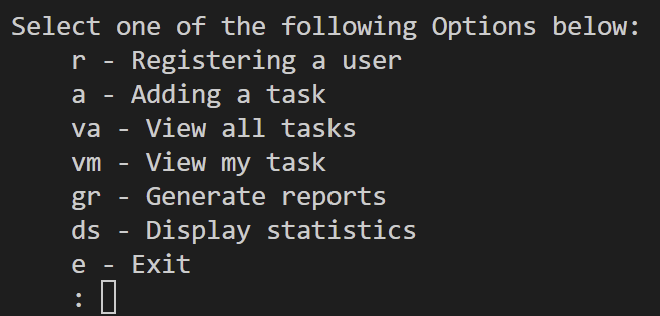 Select one of the following Options below:
r - Registering a user
a - Adding a task
va - View all tasks
vm - View my task
gr - Generate reports
ds - Display statistics
e - Exit
: